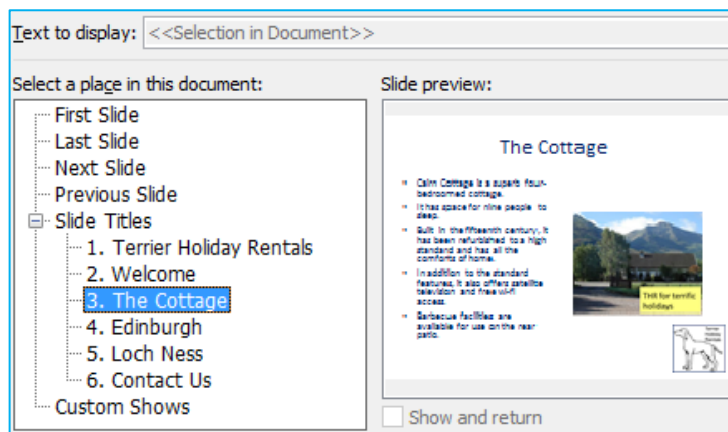 Text to display: <<Selection in Document>>
Select a place in this document:
First Slide
Last Slide
Next Slide
Previous Slide
Slide Titles
1. Terrier Holiday Rentals
2. Welcome
3. The Cottage
4. Edinburgh
5. Loch Ness
6. Contact Us
Custom Shows
Slide preview:
The Cottage
Cairn Cottage is a superb four-
bedroomed cottage.
It has space for nine people to
sleep.
Built in the fifteenth century, it
has been refurbished to a high
standard and has all the
comforts of home.
In addition to the standard
features, it also offers satellite
television and free wi-fi
access.
Barbecue facilities are
available for use on the rear
patio.
THR for terrific
holidays
Terrier
Holiday
Rentals
Show and return